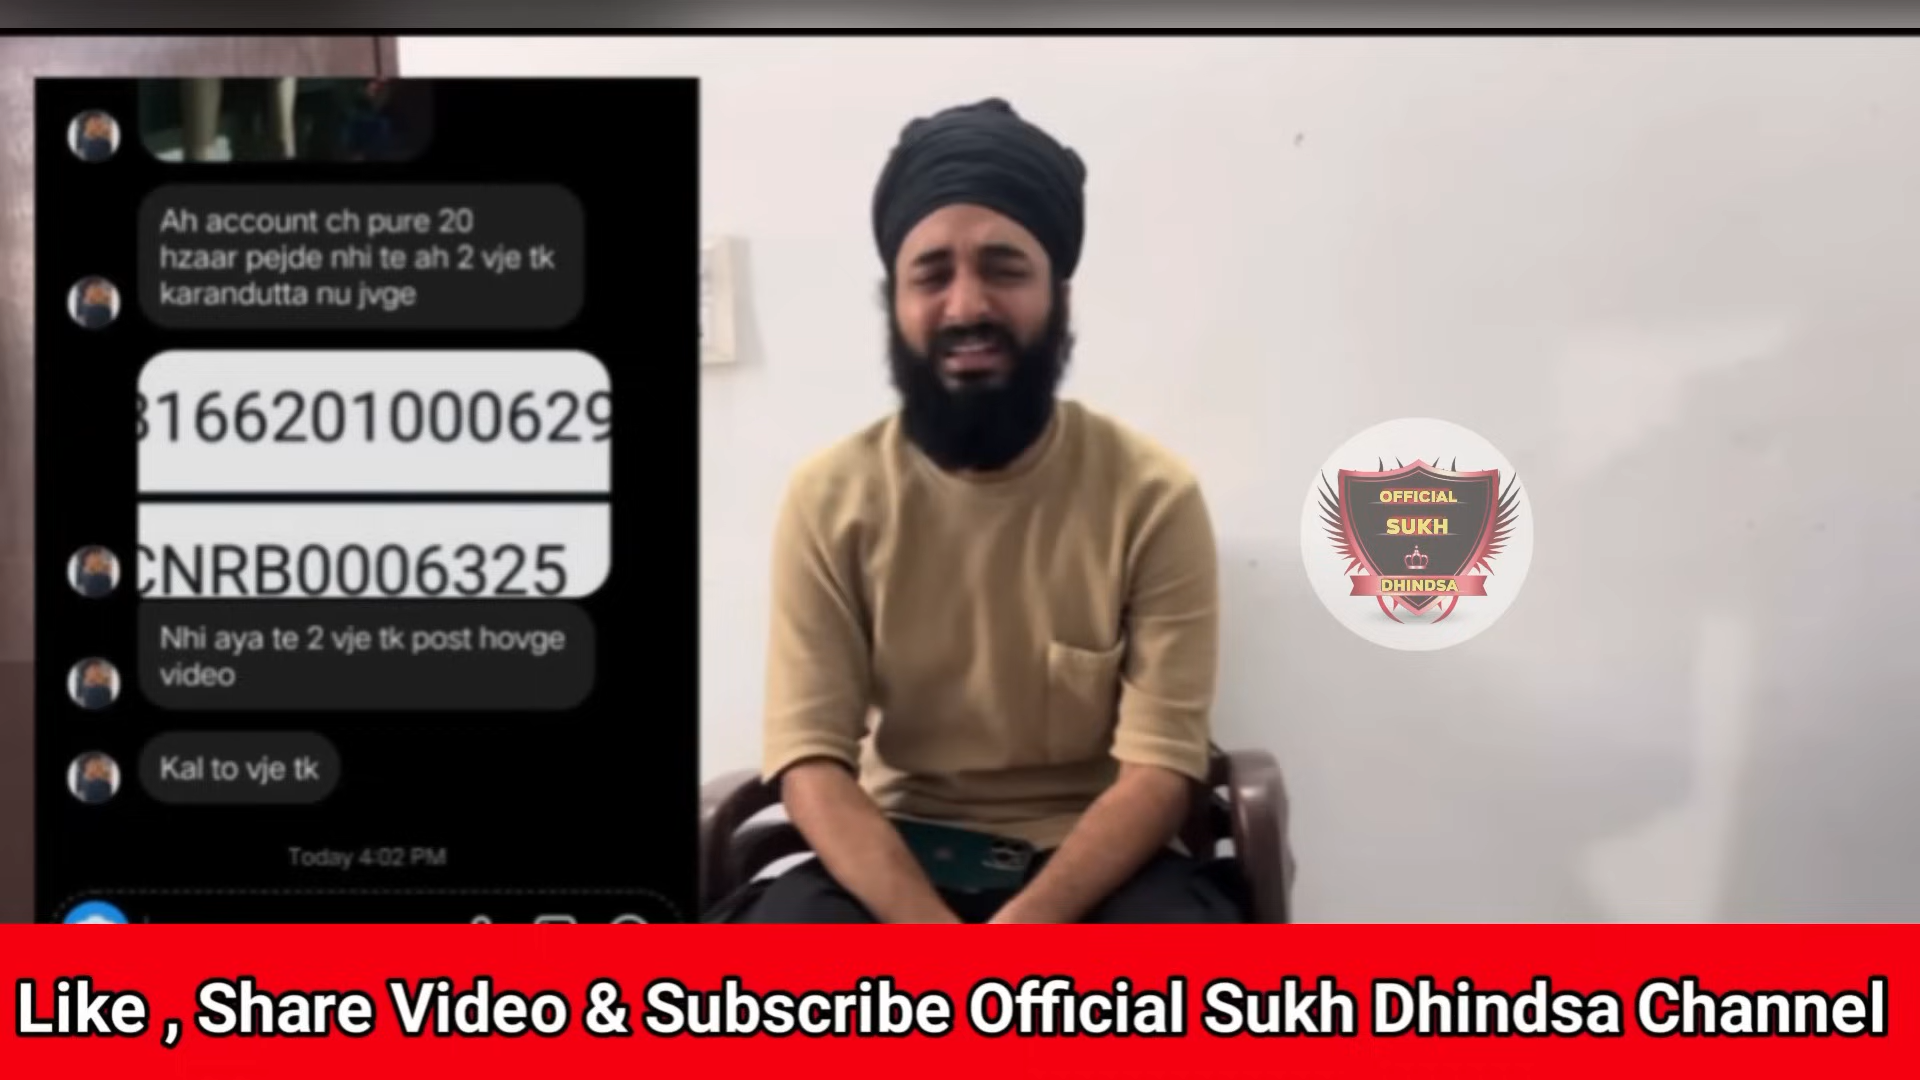 Ah account ch pure 20
hzaar pejde nhi te ah 2 vje tk
karandutta nu jvge
3166201000629
CNRB0006325
Nhi aya te 2 vje tk post hovge
video
Kal to vje tk
Today 4:02 PM
OFFICIAL
SUKH
DHINDSA
Like , Share Video & Subscribe Official Sukh Dhindsa Channel